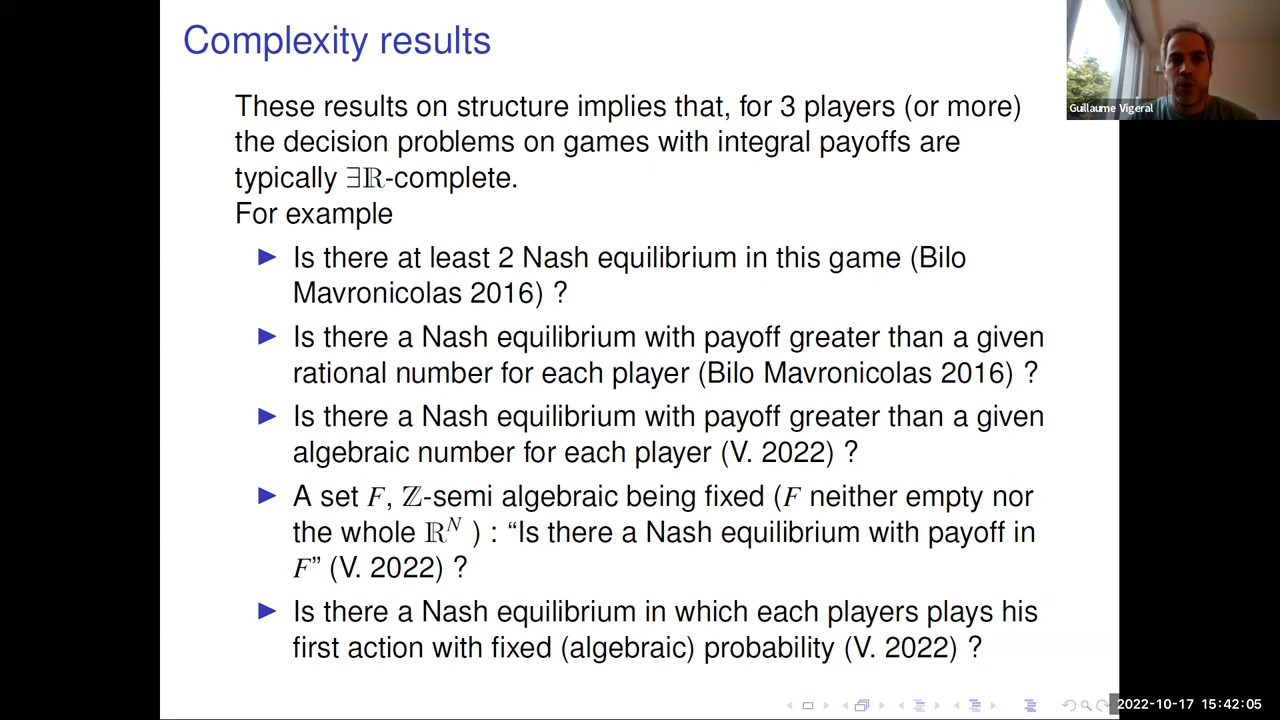 Complexity results
Guillaume Vigeral
These results on structure implies that, for 3 players (or more)
the decision problems on games with integral payoffs are
typically ∃ℝ-complete.
For example
▶ Is there at least 2 Nash equilibrium in this game (Bilo
Mavronicolas 2016) ?
▶ Is there a Nash equilibrium with payoff greater than a given
rational number for each player (Bilo Mavronicolas 2016) ?
▶ Is there a Nash equilibrium with payoff greater than a given
algebraic number for each player (V. 2022) ?
▶ A set F, ℤ-semi algebraic being fixed (F neither empty nor
the whole ℝ^N ) : “Is there a Nash equilibrium with payoff in
F” (V. 2022) ?
▶ Is there a Nash equilibrium in which each players plays his
first action with fixed (algebraic) probability (V. 2022) ?
2022-10-17 15:42:05